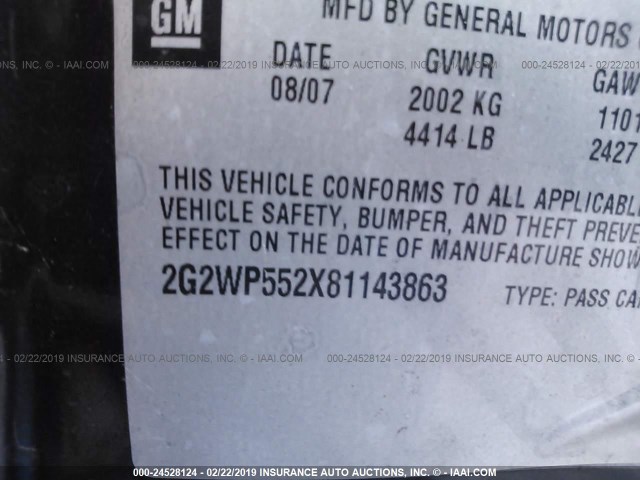 GM
MFD BY GENERAL MOTORS
DATE GVWR GAW
08/07 2002 KG 1101
4414 LB 2427
THIS VEHICLE CONFORMS TO ALL APPLICABLE
VEHICLE SAFETY, BUMPER, AND THEFT PREVE
EFFECT ON THE DATE OF MANUFACTURE SHOW
2G2WP552X81143863 TYPE: PASS CA
000-24528124 - 02/22/2019 INSURANCE AUTO AUCTIONS, INC. - © IAAI.COM